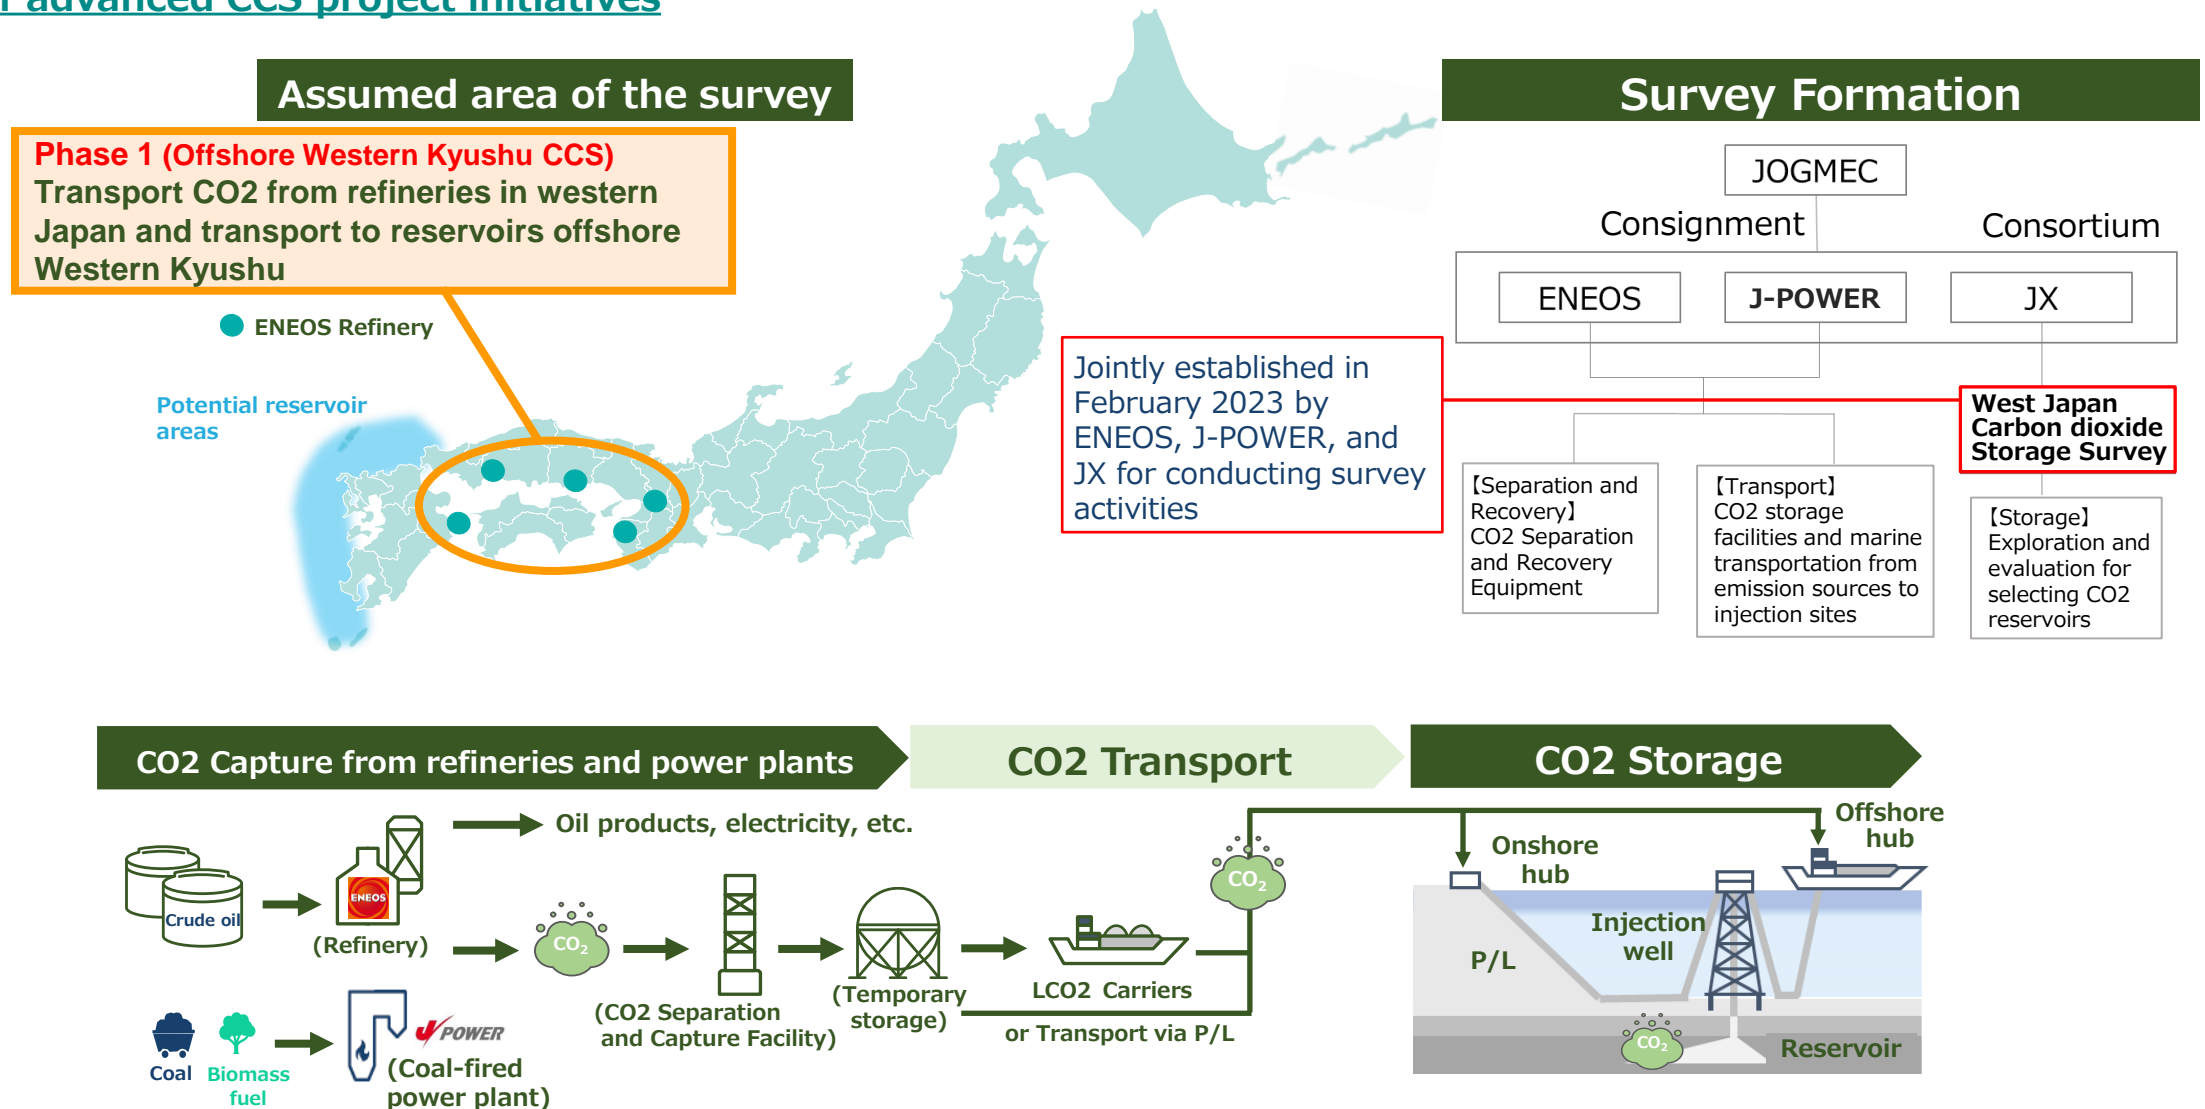 advanced CCS project initiatives
Assumed area of the survey
Phase 1 (Offshore Western Kyushu CCS)
Transport CO2 from refineries in western
Japan and transport to reservoirs offshore
Western Kyushu
ENEOS Refinery
Potential reservoir
areas
Survey Formation
JOGMEC
Consignment
Consortium
ENEOS
J-POWER
JX
Jointly established in
February 2023 by
ENEOS, J-POWER, and
JX for conducting survey
activities
West Japan
Carbon dioxide
Storage Survey
【Separation and
Recovery】
CO2 Separation
and Recovery
Equipment
【Transport】
CO2 storage
facilities and marine
transportation from
emission sources to
injection sites
【Storage】
Exploration and
evaluation for
selecting CO2
reservoirs
CO2 Capture from refineries and power plants
CO2 Transport
CO2 Storage
Crude oil
ENEOS
(Refinery)
Oil products, electricity, etc.
CO₂
(CO2 Separation
and Capture Facility)
(Temporary
storage)
LCO2 Carriers
or Transport via P/L
CO₂
Coal
Biomass
fuel
J POWER
(Coal-fired
power plant)
Onshore
hub
Offshore
hub
P/L
Injection
well
CO₂
Reservoir